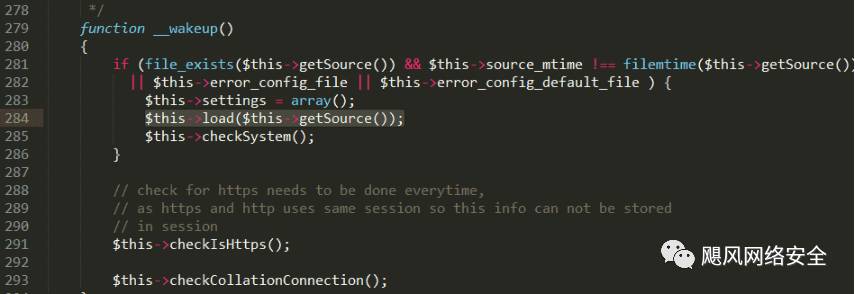 278 */
279 function __wakeup()
280 {
281 if (file_exists($this->getSource()) && $this->source_mtime !== filemtime($this->getSource())
282 || $this->error_config_file || $this->error_config_default_file ) {
283 $this->settings = array();
284 $this->load($this->getSource());
285 $this->checkSystem();
286 }
287
288 // check for https needs to be done everytime,
289 // as https and http uses same session so this info can not be stored
290 // in session
291 $this->checkIsHttps();
292
293 $this->checkCollationConnection();
飓风网络安全